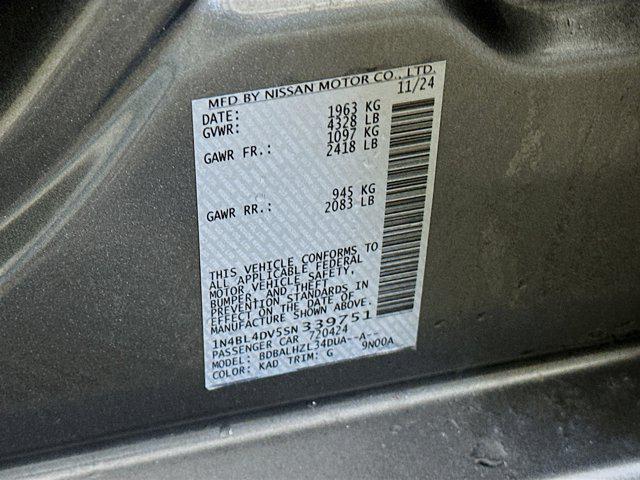 MFD BY NISSAN MOTOR CO., LTD.
DATE: 11/24
GVWR: 1963 KG
4328 LB
GAWR FR.: 1097 KG
2418 LB
GAWR RR.: 945 KG
2083 LB
THIS VEHICLE CONFORMS TO
ALL APPLICABLE FEDERAL
MOTOR VEHICLE SAFETY,
BUMPER, AND THEFT
PREVENTION STANDARDS IN
EFFECT ON THE DATE OF
MANUFACTURE SHOWN ABOVE.
1N4BL4DV5SN339751
PASSENGER CAR 720424
MODEL: BDBALHZL34DUA--A--
COLOR: KAD TRIM: G 9N00A